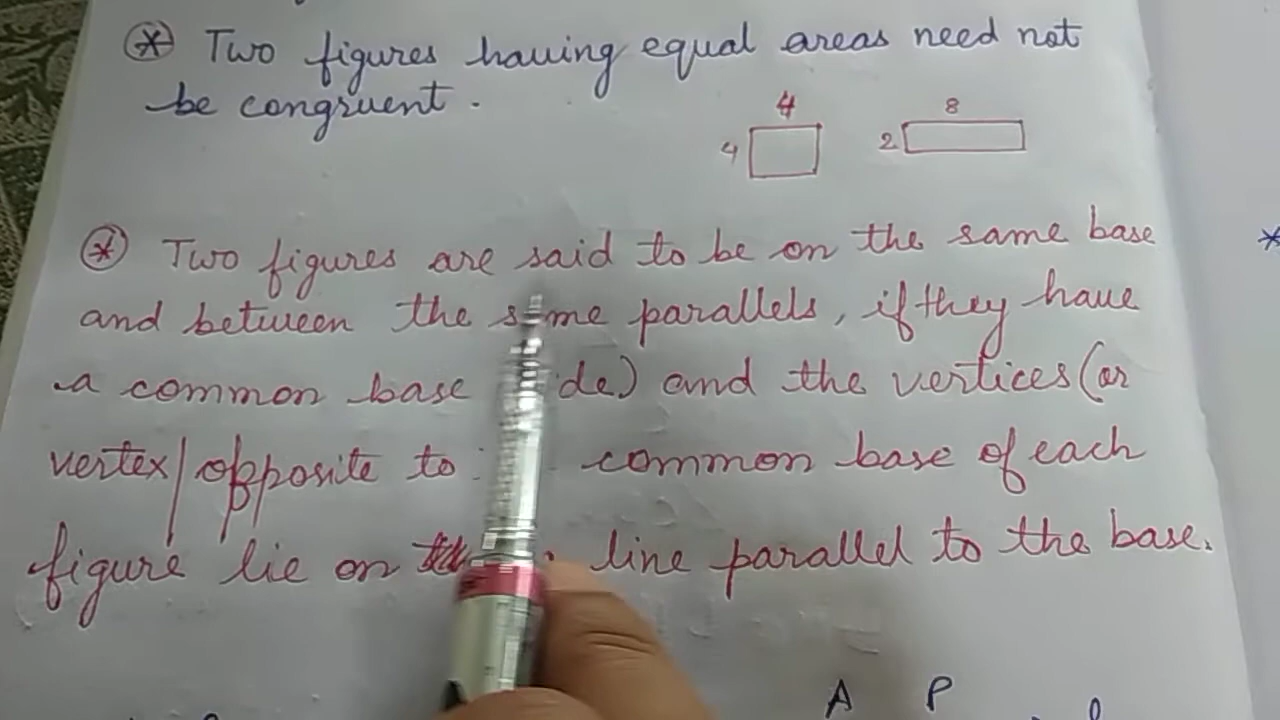 * Two figures having equal areas need not
be congruent.
4
4
8
2
* Two figures are said to be on the same base
and between the same parallels, if they have
a common base de) and the vertices (or
vertex) opposite to common base of each
figure lie on line parallel to the base.
*
A P
l